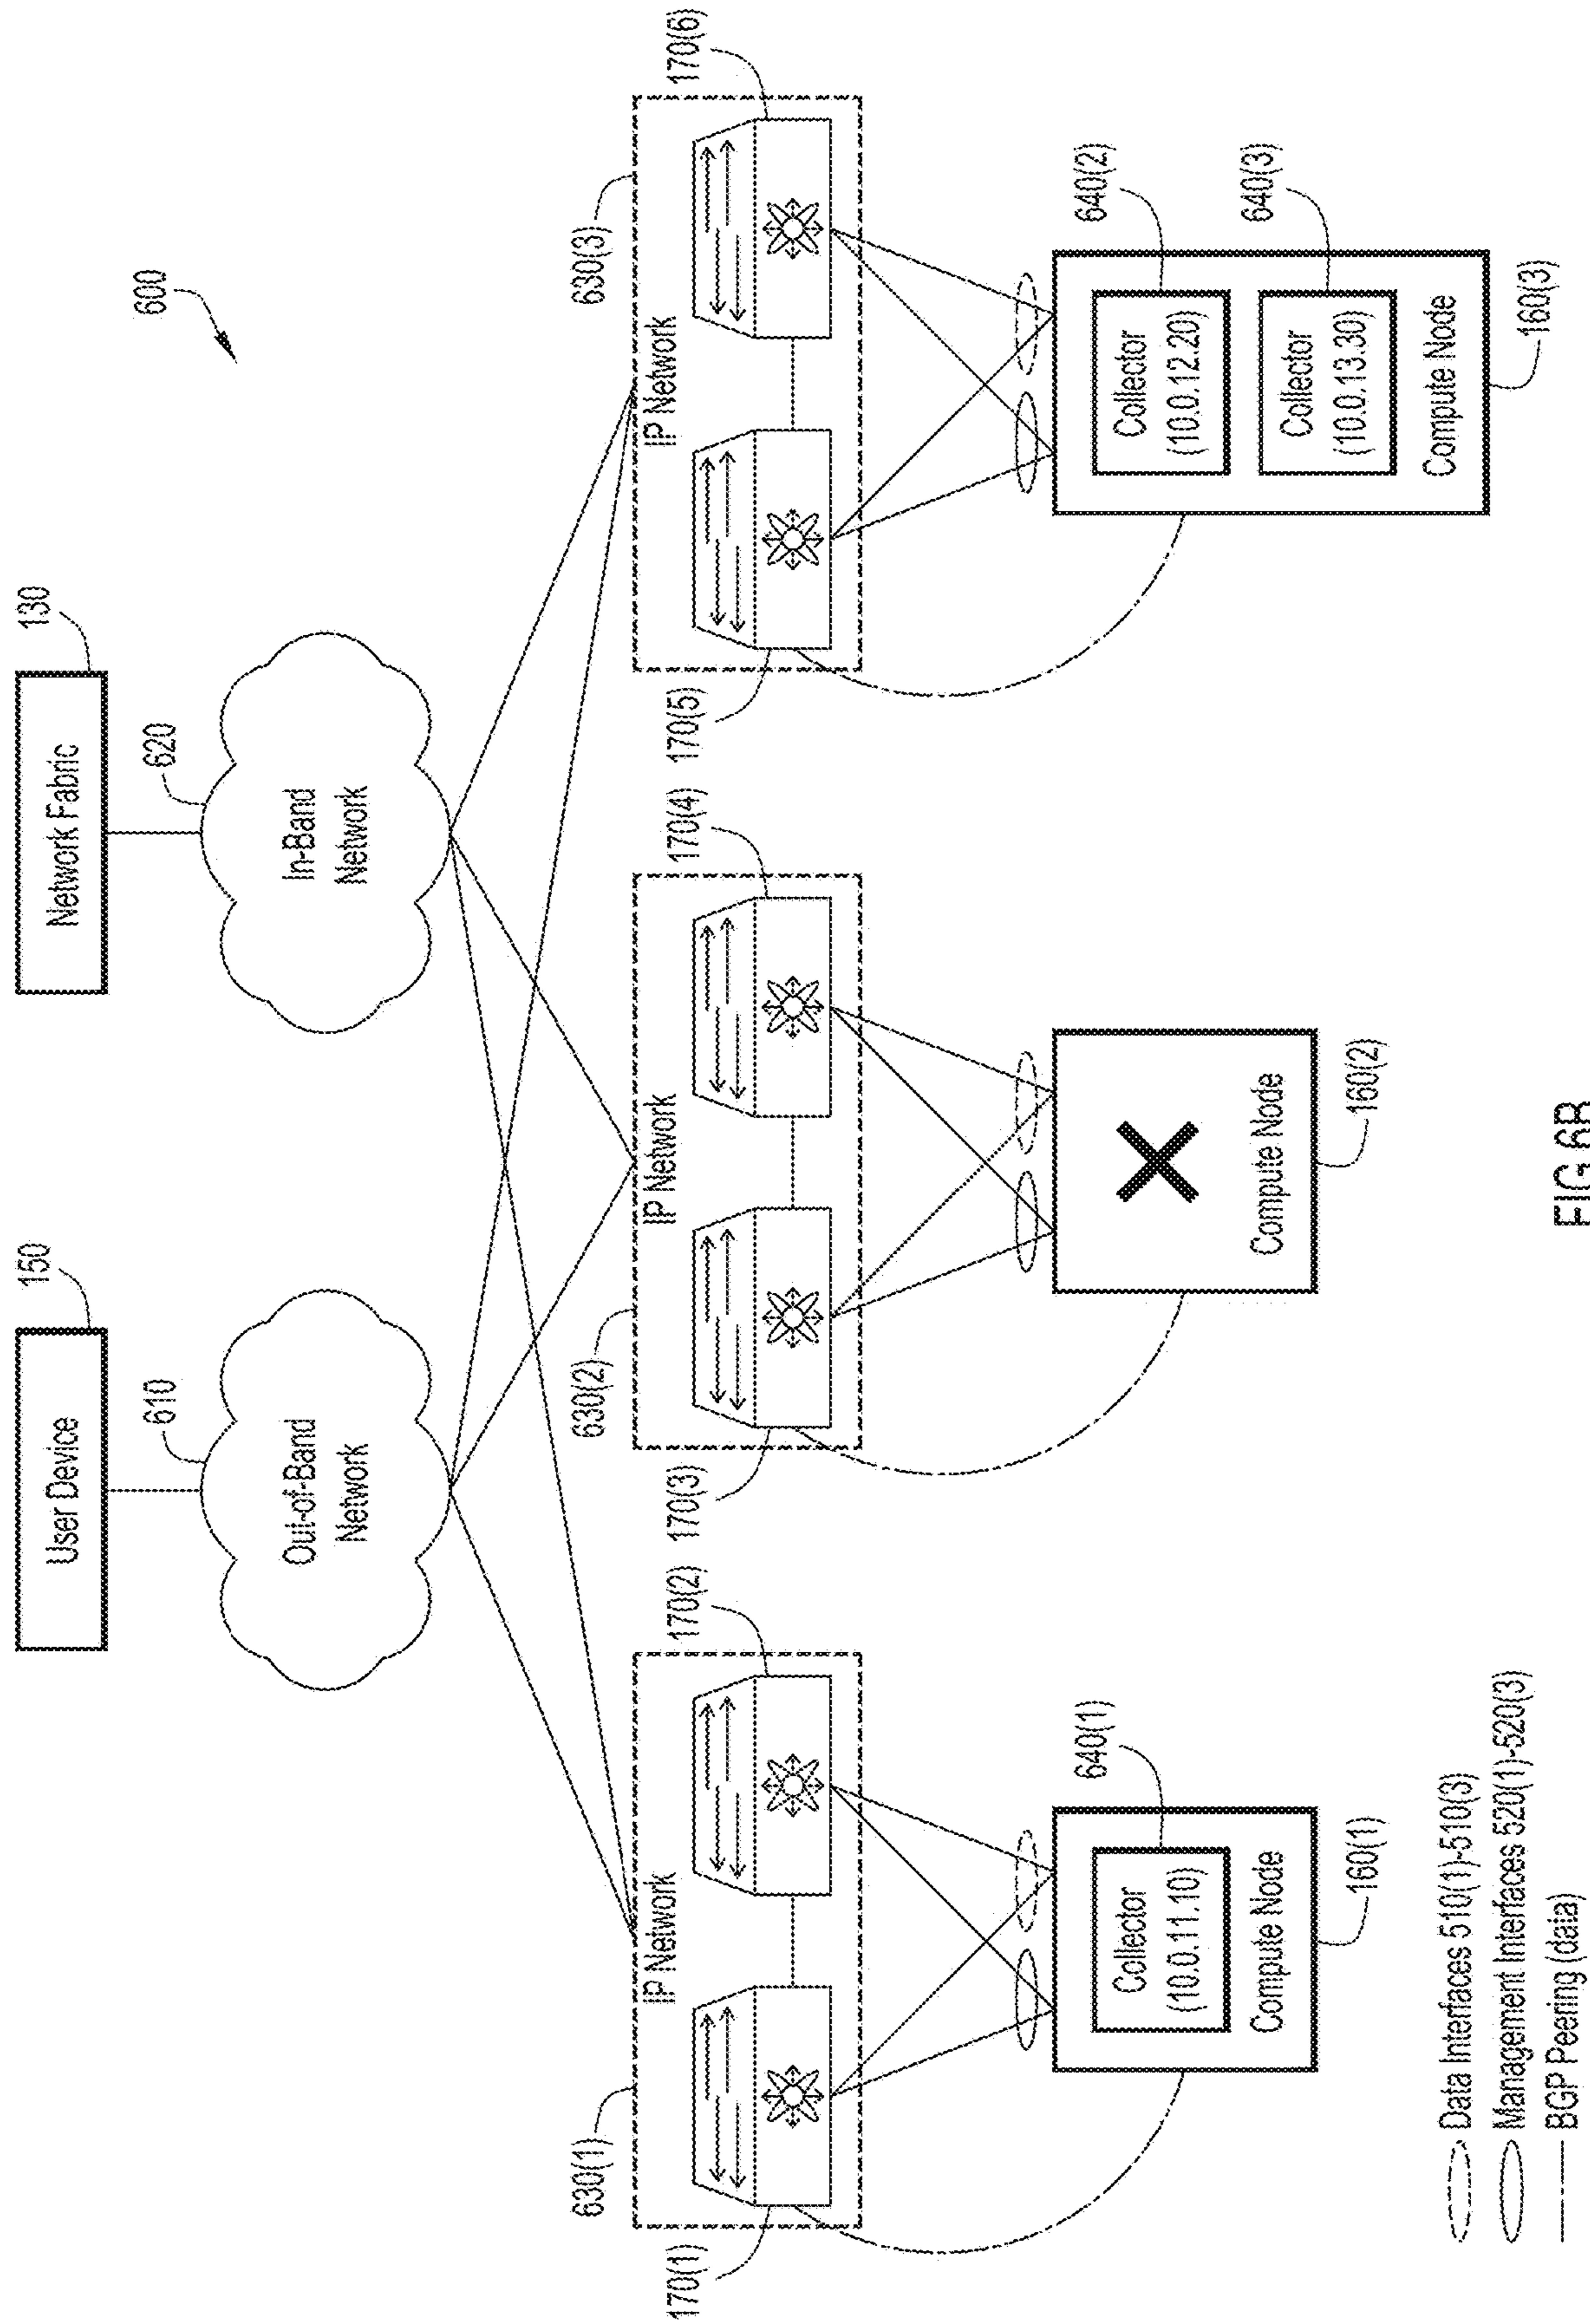 600
User Device
150
Network Fabric
130
Out-of-Band
Network
610
In-Band
Network
620
630(1)
IP Network
170(1)
170(2)
630(2)
IP Network
170(3)
170(4)
630(3)
IP Network
170(5)
170(6)
Collector
(10.0.11.10)
640(1)
Compute Node
160(1)
Compute Node
160(2)
Collector
(10.0.12.20)
640(2)
Collector
(10.0.13.30)
640(3)
Compute Node
160(3)
Data Interfaces 510(1)-510(3)
Management Interfaces 520(1)-520(3)
BGP Peering (data)
FIG.6B